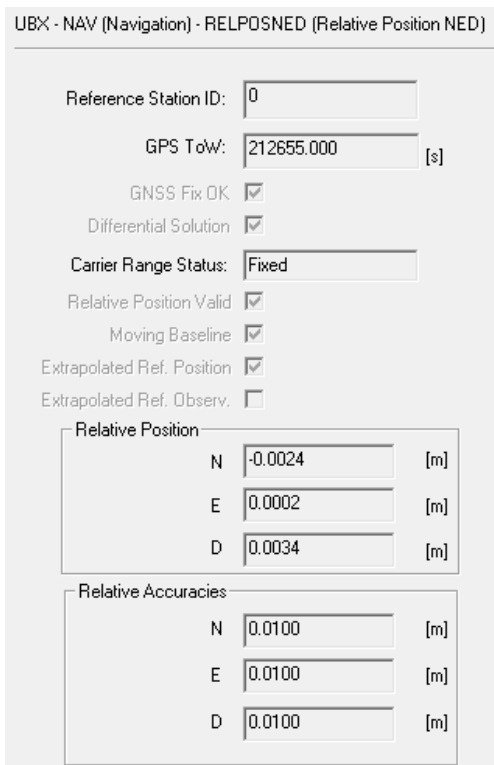 UBX - NAV (Navigation) - RELPOSNED (Relative Position NED)
Reference Station ID: 0
GPS ToW: 212655.000 [s]
GNSS Fix OK
Differential Solution
Carrier Range Status: Fixed
Relative Position Valid
Moving Baseline
Extrapolated Ref. Position
Extrapolated Ref. Observ.
Relative Position
N -0.0024 [m]
E 0.0002 [m]
D 0.0034 [m]
Relative Accuracies
N 0.0100 [m]
E 0.0100 [m]
D 0.0100 [m]